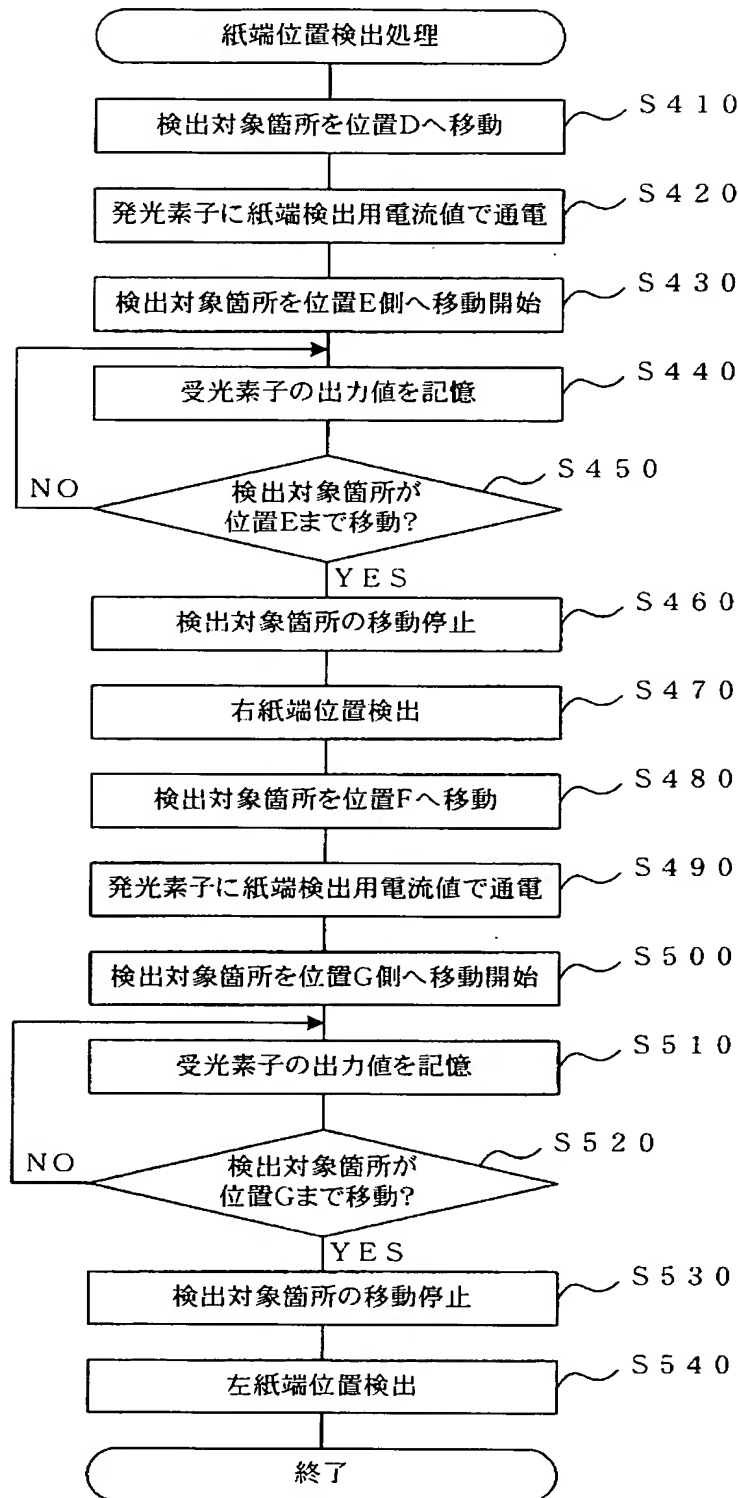 紙端位置検出処理
検出対象箇所を位置Dへ移動
S410
発光素子に紙端検出用電流値で通電
S420
検出対象箇所を位置E側へ移動開始
S430
受光素子の出力値を記憶
S440
検出対象箇所が
位置Eまで移動?
S450
NO
YES
検出対象箇所の移動停止
S460
右紙端位置検出
S470
検出対象箇所を位置Fへ移動
S480
発光素子に紙端検出用電流値で通電
S490
検出対象箇所を位置G側へ移動開始
S500
受光素子の出力値を記憶
S510
検出対象箇所が
位置Gまで移動?
S520
NO
YES
検出対象箇所の移動停止
S530
左紙端位置検出
S540
終了